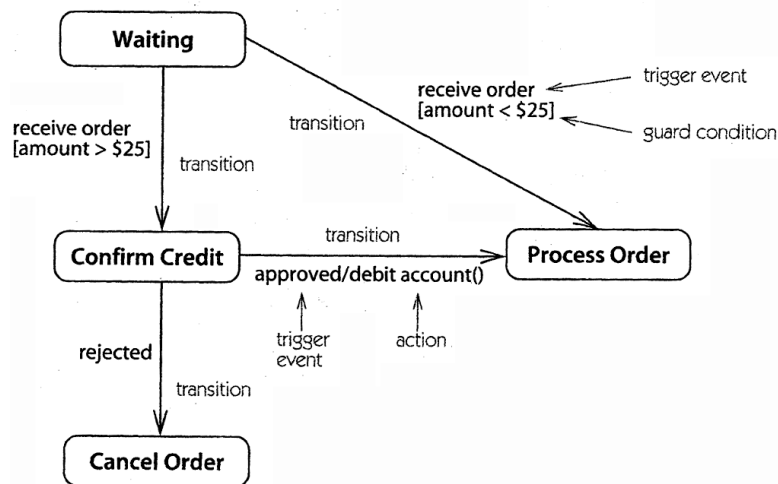 Waiting
receive order
[amount < $25]
trigger event
guard condition
receive order
[amount > $25]
transition
transition
Confirm Credit
transition
approved/debit account()
Process Order
trigger
event
action
rejected
transition
Cancel Order